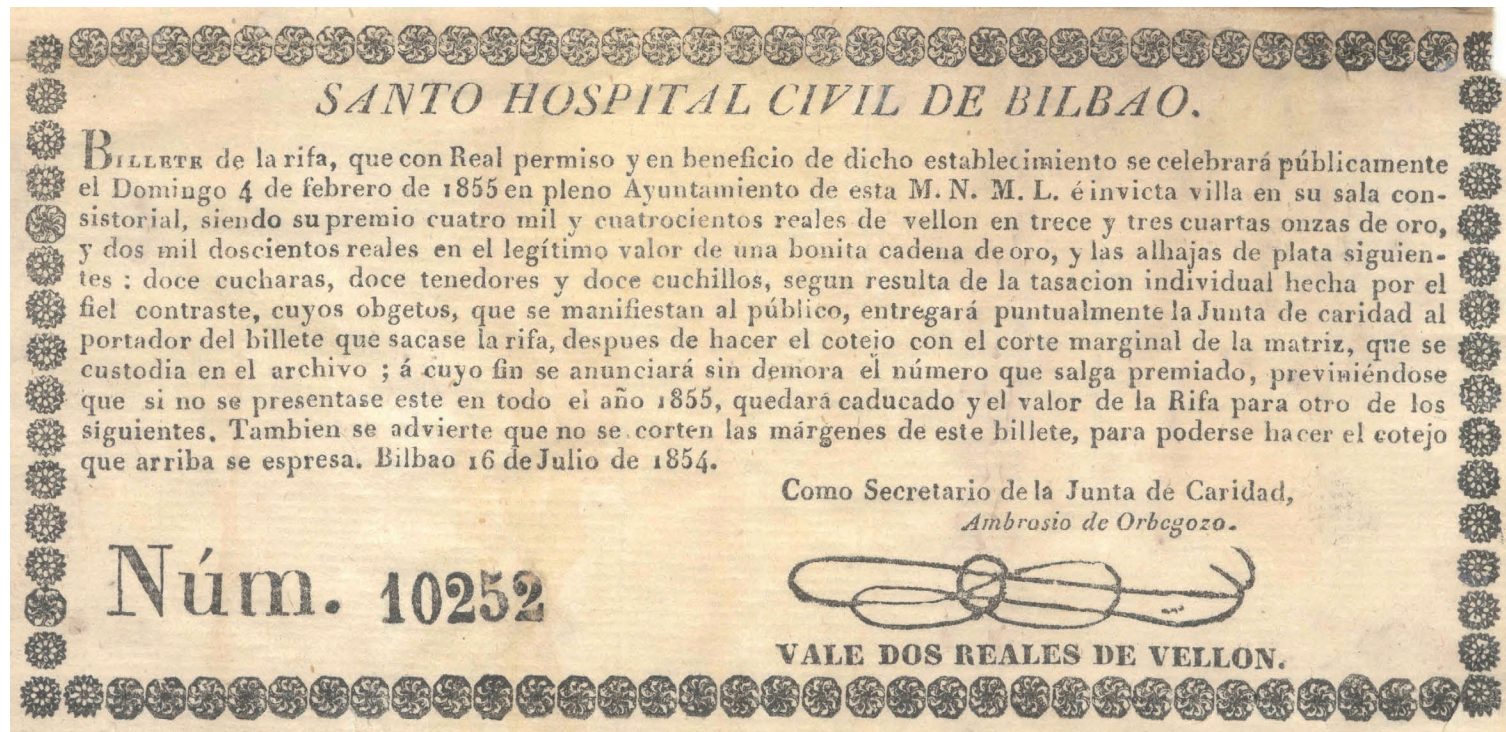 SANTO HOSPITAL CIVIL DE BILBAO.
BILLETE de la rifa, que con Real permiso y en beneficio de dicho establecimiento se celebrará públicamente
el Domingo 4 de febrero de 1855 en pleno Ayuntamiento de esta M. N. M. L. é invicta villa en su sala con-
sistorial, siendo su premio cuatro mil y cuatrocientos reales de vellon en trece y tres cuartas onzas de oro,
y dos mil doscientos reales en el legítimo valor de una bonita cadena de oro, y las alhajas de plata siguien-
tes : doce cucharas, doce tenedores y doce cuchillos, segun resulta de la tasacion individual hecha por el
fiel contraste, cuyos obgetos, que se manifiestan al público, entregará puntualmente la Junta de caridad al
portador del billete que sacase la rifa, despues de hacer el cotejo con el corte marginal de la matriz, que se
custodia en el archivo ; á cuyo fin se anunciará sin demora el número que salga premiado, previniéndose
que si no se presentase este en todo el año 1855, quedará caducado y el valor de la Rifa para otro de los
siguientes. Tambien se advierte que no se corten las márgenes de este billete, para poderse hacer el cotejo
que arriba se espresa. Bilbao 16 de Julio de 1854.
Como Secretario de la Junta de Caridad,
Ambrosio de Orbegozo.
Núm. 10252
VALE DOS REALES DE VELLON.